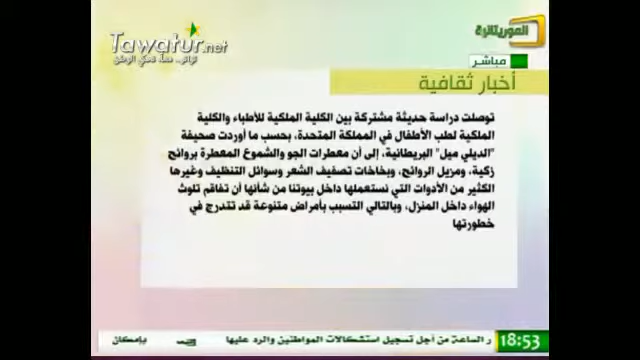 Tawatur.net
الموريتانية
مباشر
أخبار ثقافية
توصلت دراسة حديثة مشتركة بين الكلية الملكية للأطباء والكلية
الملكية لطب الأطفال في المملكة المتحدة، بحسب ما أوردت صحيفة
"الديلي ميل" البريطانية، إلى أن معطرات الجو والشموع المعطرة بروائح
زكية، ومزيل الروائح، وبخاخات تصفيف الشعر وسوائل التنظيف وغيرها
الكثير من الأدوات التي نستعملها داخل بيوتنا من شأنها أن تفاقم تلوث
الهواء داخل المنزل، وبالتالي التسبب بأمراض متنوعة قد تتدرج في
خطورتها
ر الساعة من أجل تسجيل استشكالات المواطنين والرد عليها بإمكان
18:53